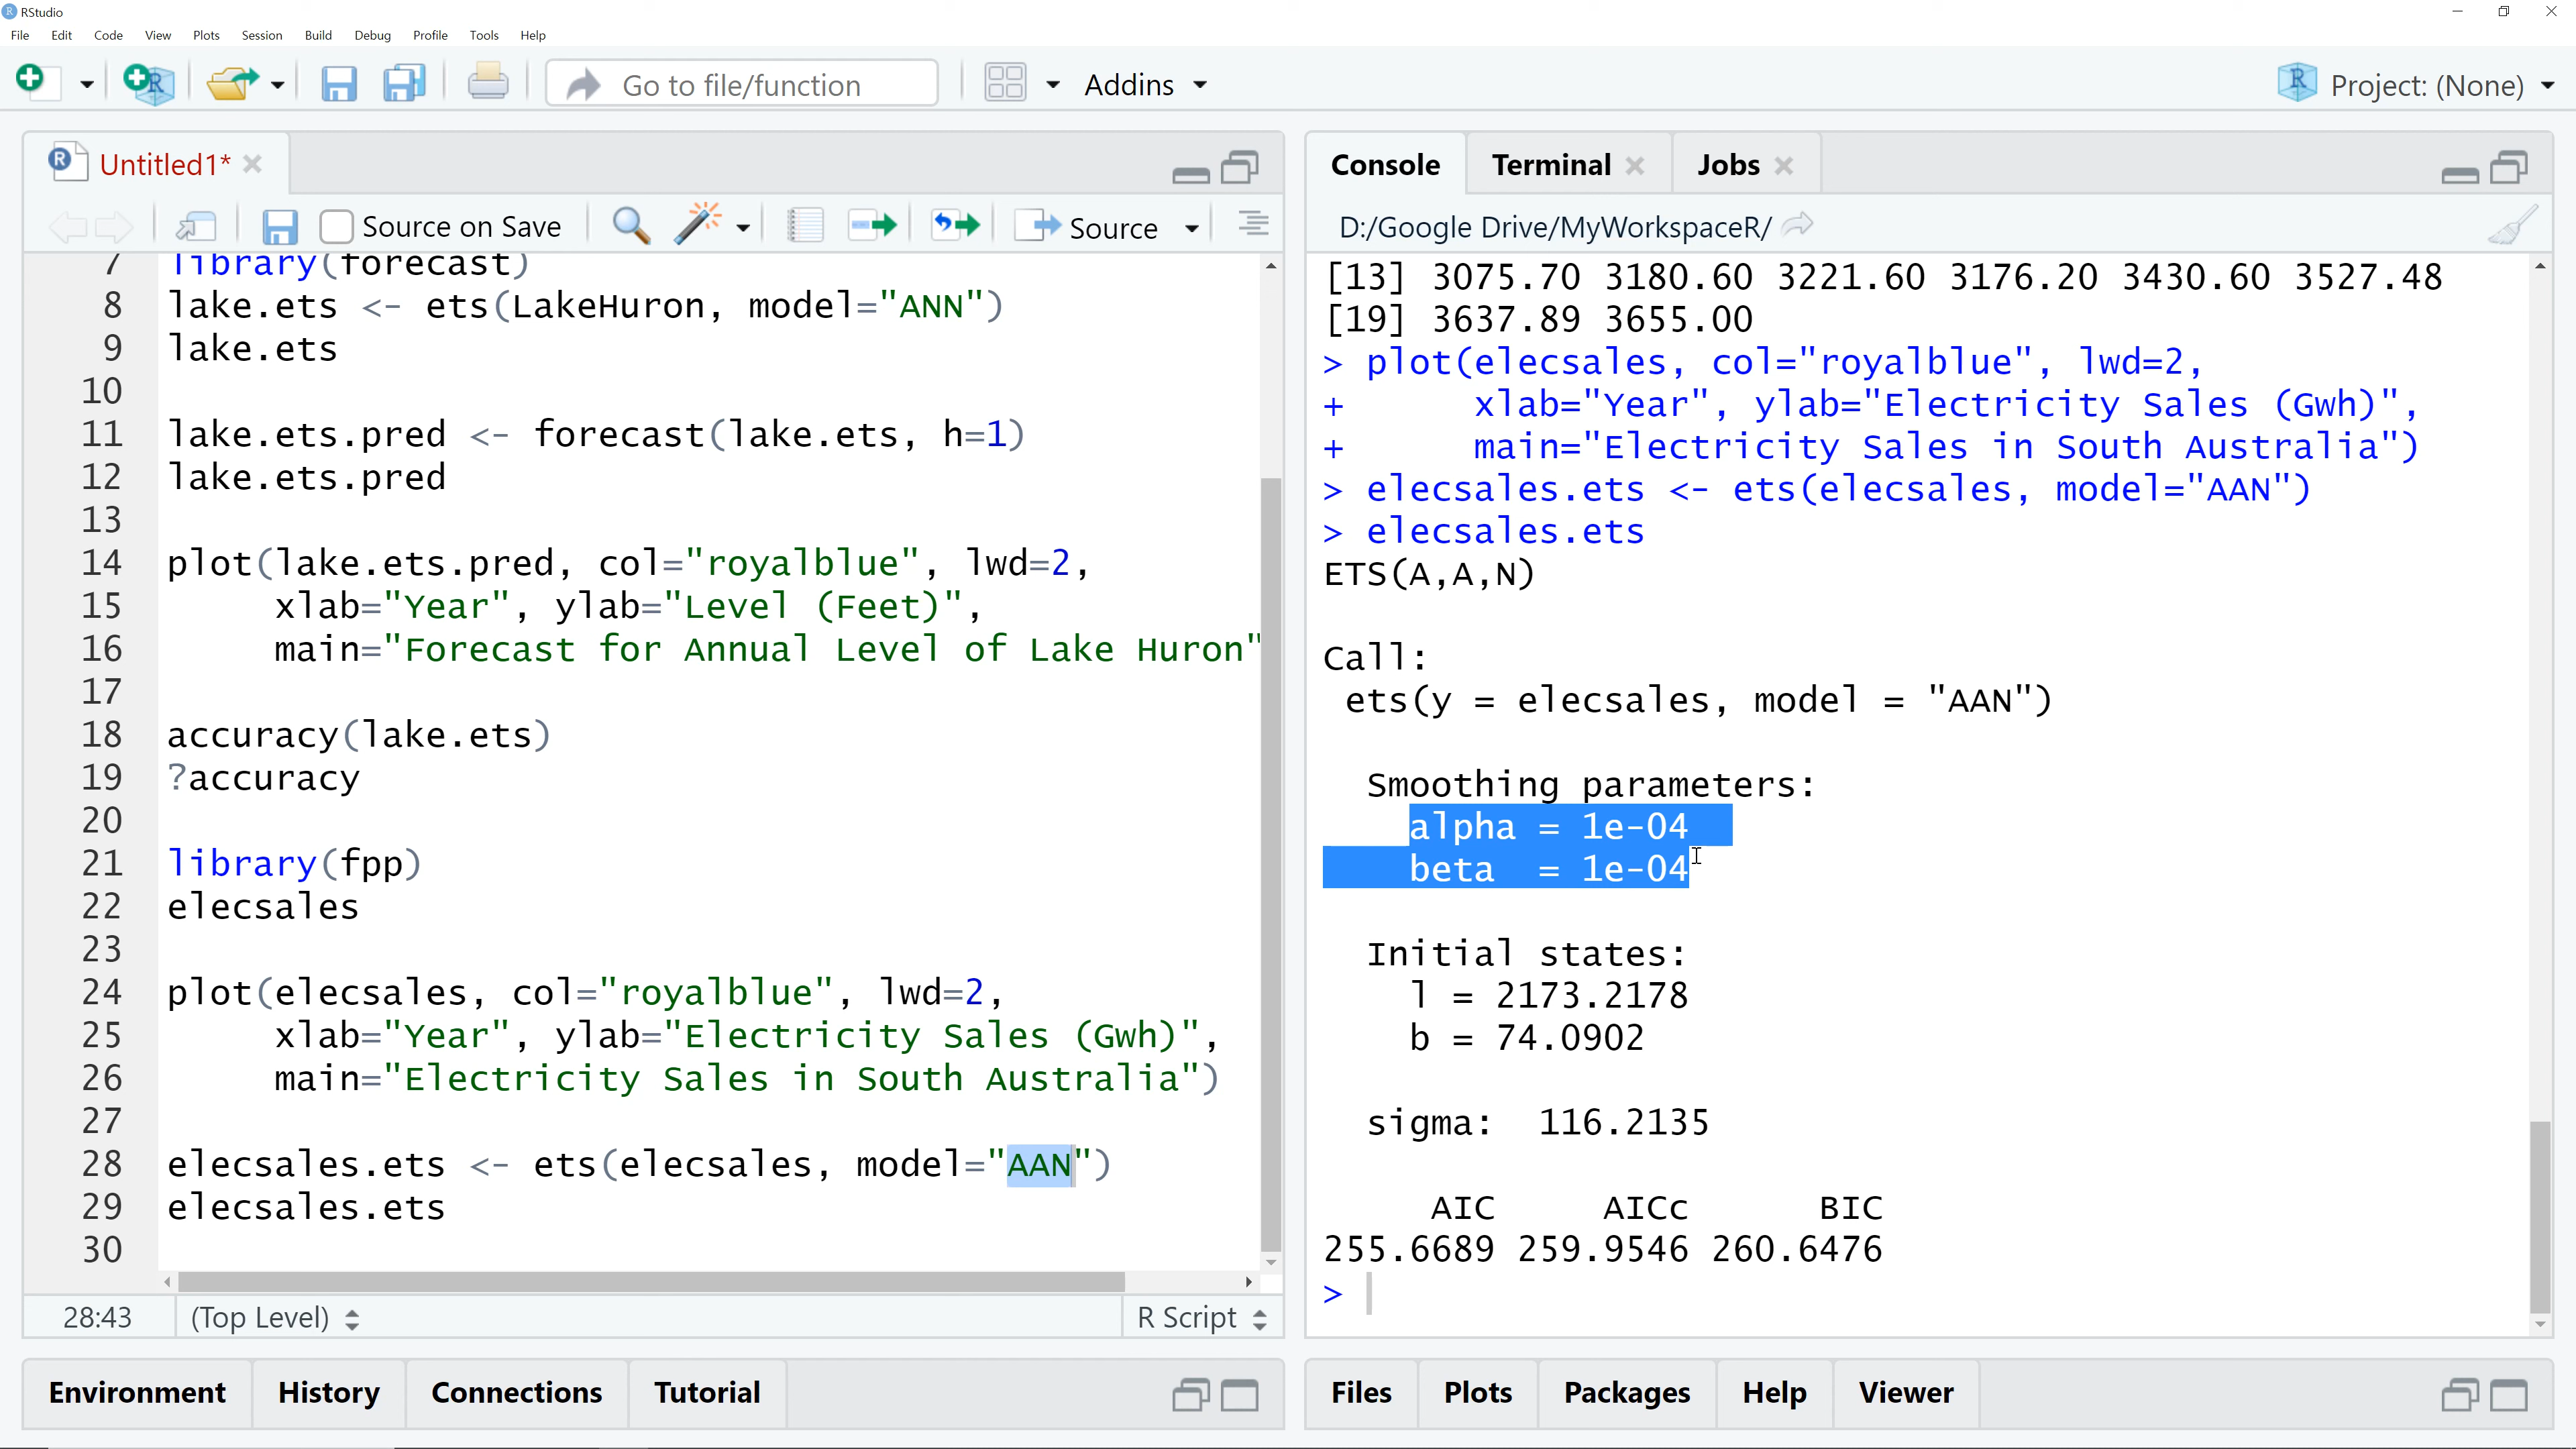 RStudio
File Edit Code View Plots Session Build Debug Profile Tools Help
Go to file/function Addins Project: (None)
Untitled1*
Source on Save Source
7 library(forecast)
8 lake.ets <- ets(LakeHuron, model="ANN")
9 lake.ets
10
11 lake.ets.pred <- forecast(lake.ets, h=1)
12 lake.ets.pred
13
14 plot(lake.ets.pred, col="royalblue", lwd=2,
15 xlab="Year", ylab="Level (Feet)",
16 main="Forecast for Annual Level of Lake Huron"
17
18 accuracy(lake.ets)
19 ?accuracy
20
21 library(fpp)
22 elecsales
23
24 plot(elecsales, col="royalblue", lwd=2,
25 xlab="Year", ylab="Electricity Sales (Gwh)",
26 main="Electricity Sales in South Australia")
27
28 elecsales.ets <- ets(elecsales, model="AAN")
29 elecsales.ets
30
28:43 (Top Level) R Script
Console Terminal Jobs
D:/Google Drive/MyWorkspaceR/
[13] 3075.70 3180.60 3221.60 3176.20 3430.60 3527.48
[19] 3637.89 3655.00
> plot(elecsales, col="royalblue", lwd=2,
+ xlab="Year", ylab="Electricity Sales (Gwh)",
+ main="Electricity Sales in South Australia")
> elecsales.ets <- ets(elecsales, model="AAN")
> elecsales.ets
ETS(A,A,N)
Call:
ets(y = elecsales, model = "AAN")
Smoothing parameters:
alpha = 1e-04
beta = 1e-04
Initial states:
l = 2173.2178
b = 74.0902
sigma: 116.2135
AIC AICc BIC
255.6689 259.9546 260.6476
>
Environment History Connections Tutorial
Files Plots Packages Help Viewer